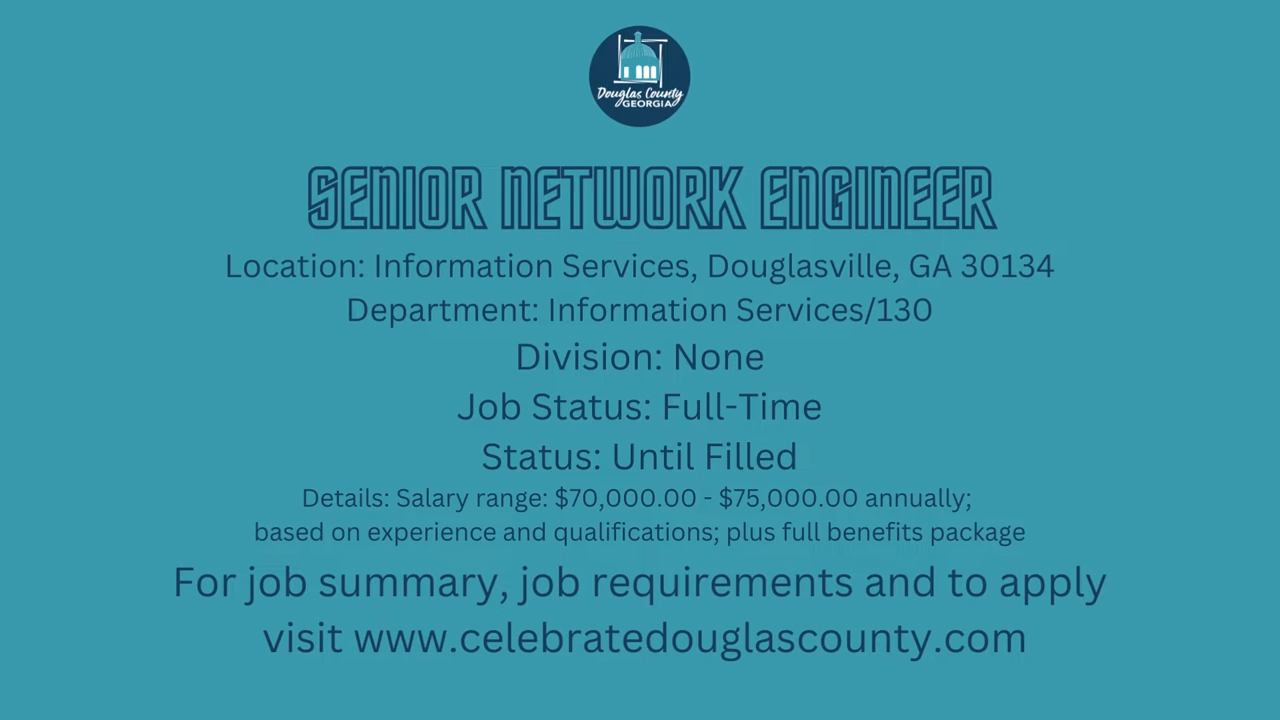 Douglas County
GEORGIA
SENIOR NETWORK ENGINEER
Location: Information Services, Douglasville, GA 30134
Department: Information Services/130
Division: None
Job Status: Full-Time
Status: Until Filled
Details: Salary range: $70,000.00 - $75,000.00 annually;
based on experience and qualifications; plus full benefits package
For job summary, job requirements and to apply
visit www.celebratedouglascounty.com